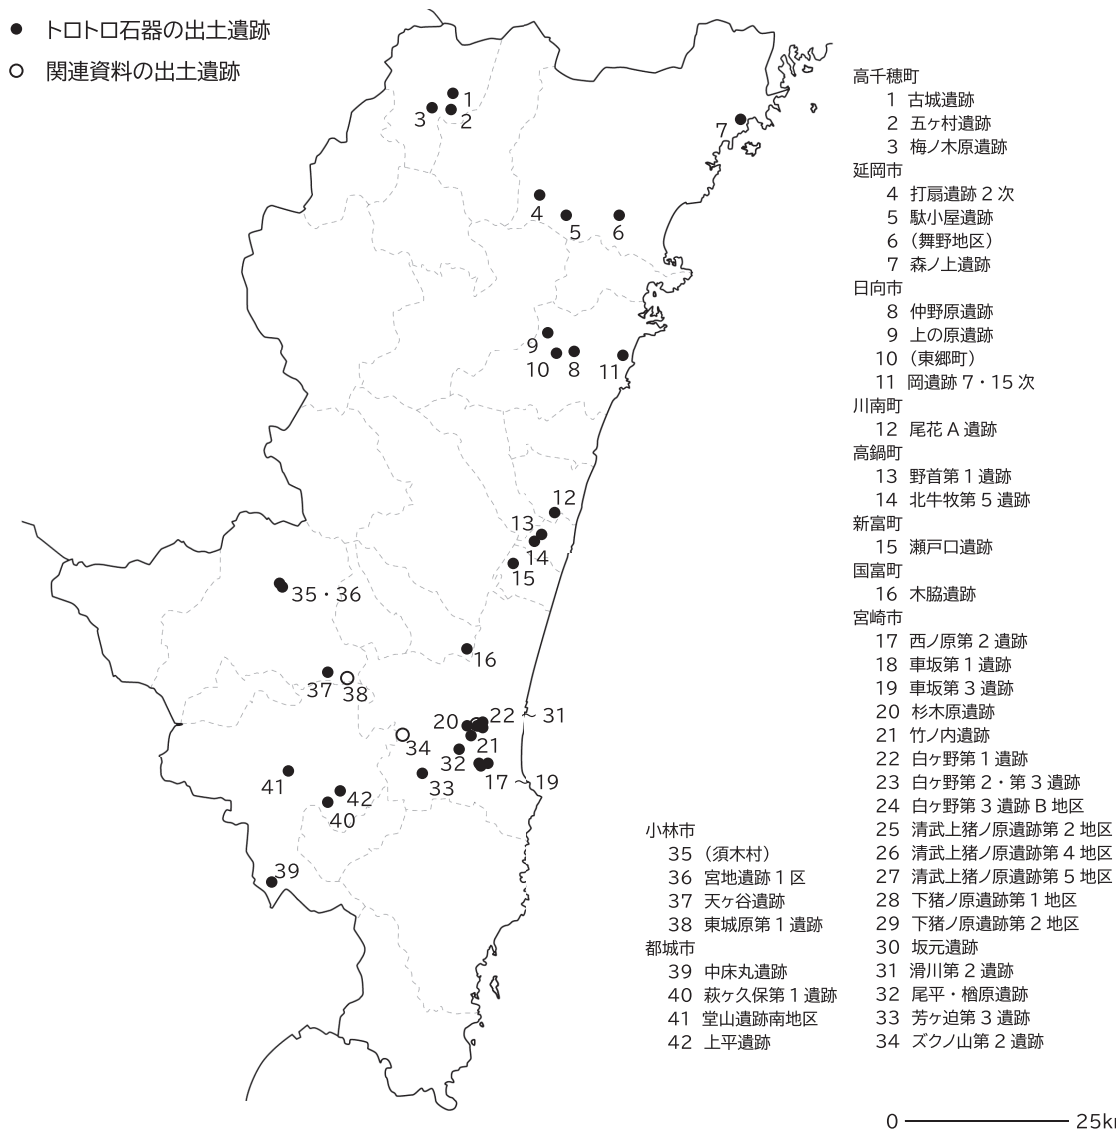 トロトロ石器の出土遺跡
関連資料の出土遺跡
1
2
3
7
4
5
6
9
10
8
11
12
13
14
15
35・36
16
37
38
20
22～31
34
21
32
33
17～19
41
42
40
39
高千穂町
1 古城遺跡
2 五ヶ村遺跡
3 梅ノ木原遺跡
延岡市
4 打扇遺跡2次
5 駄小屋遺跡
6 （舞野地区）
7 森ノ上遺跡
日向市
8 仲野原遺跡
9 上の原遺跡
10 （東郷町）
11 岡遺跡7・15次
川南町
12 尾花A遺跡
高鍋町
13 野首第1遺跡
14 北牛牧第5遺跡
新富町
15 瀬戸口遺跡
国富町
16 木脇遺跡
宮崎市
17 西ノ原第2遺跡
18 車坂第1遺跡
19 車坂第3遺跡
20 杉木原遺跡
21 竹ノ内遺跡
22 白ヶ野第1遺跡
23 白ヶ野第2・第3遺跡
24 白ヶ野第3遺跡B地区
25 清武上猪ノ原遺跡第2地区
26 清武上猪ノ原遺跡第4地区
27 清武上猪ノ原遺跡第5地区
28 下猪ノ原遺跡第1地区
29 下猪ノ原遺跡第2地区
30 坂元遺跡
31 滑川第2遺跡
32 尾平・楢原遺跡
33 芳ヶ迫第3遺跡
34 ズクノ山第2遺跡
小林市
35 （須木村）
36 宮地遺跡1区
37 天ヶ谷遺跡
38 東城原第1遺跡
都城市
39 中床丸遺跡
40 萩ヶ久保第1遺跡
41 堂山遺跡南地区
42 上平遺跡
0 25k